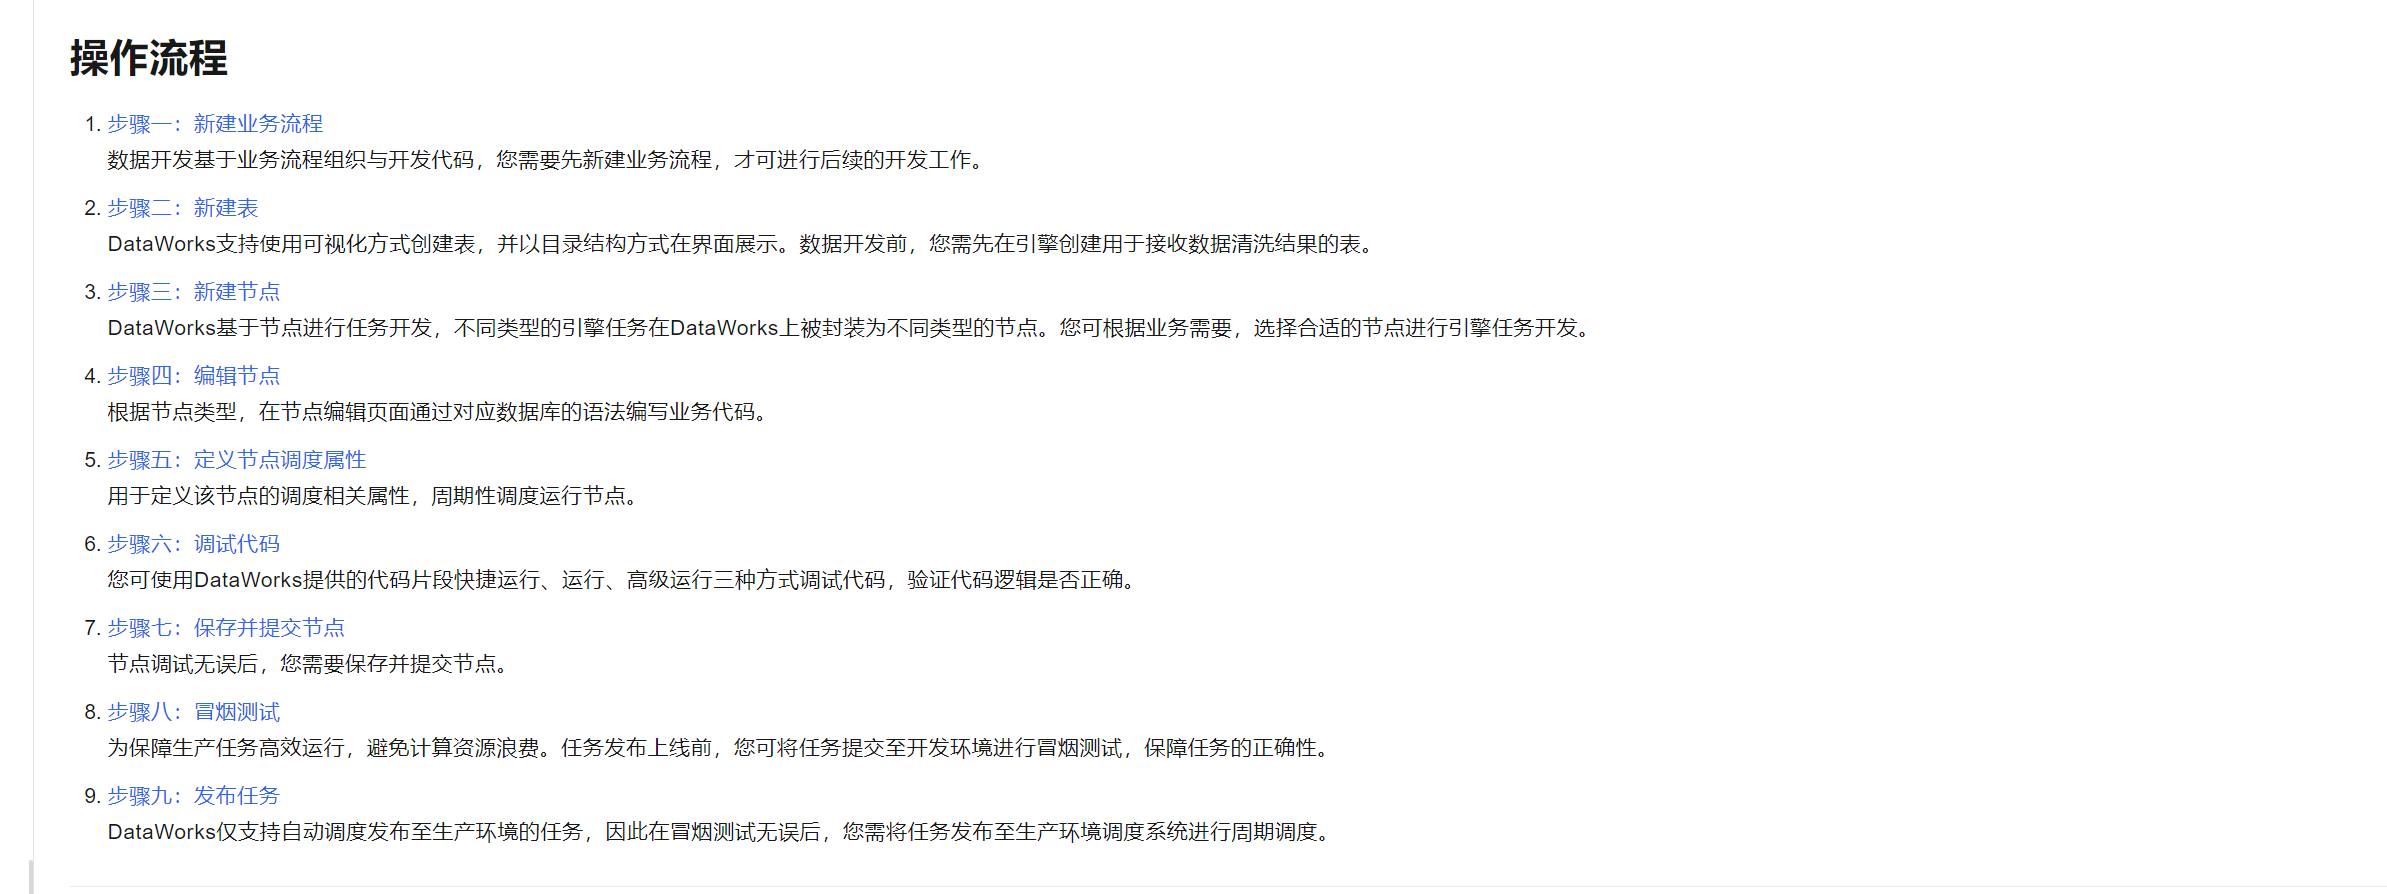 操作流程
1. 步骤一：新建业务流程
数据开发基于业务流程组织与开发代码，您需要先新建业务流程，才可进行后续的开发工作。
2. 步骤二：新建表
DataWorks支持使用可视化方式创建表，并以目录结构方式在界面展示。数据开发前，您需先在引擎创建用于接收数据清洗结果的表。
3. 步骤三：新建节点
DataWorks基于节点进行任务开发，不同类型的引擎任务在DataWorks上被封装为不同类型的节点。您可根据业务需要，选择合适的节点进行引擎任务开发。
4. 步骤四：编辑节点
根据节点类型，在节点编辑页面通过对应数据库的语法编写业务代码。
5. 步骤五：定义节点调度属性
用于定义该节点的调度相关属性，周期性调度运行节点。
6. 步骤六：调试代码
您可使用DataWorks提供的代码片段快捷运行、运行、高级运行三种方式调试代码，验证代码逻辑是否正确。
7. 步骤七：保存并提交节点
节点调试无误后，您需要保存并提交节点。
8. 步骤八：冒烟测试
为保障生产任务高效运行，避免计算资源浪费。任务发布上线前，您可将任务提交至开发环境进行冒烟测试，保障任务的正确性。
9. 步骤九：发布任务
DataWorks仅支持自动调度发布至生产环境的任务，因此在冒烟测试无误后，您需将任务发布至生产环境调度系统进行周期调度。